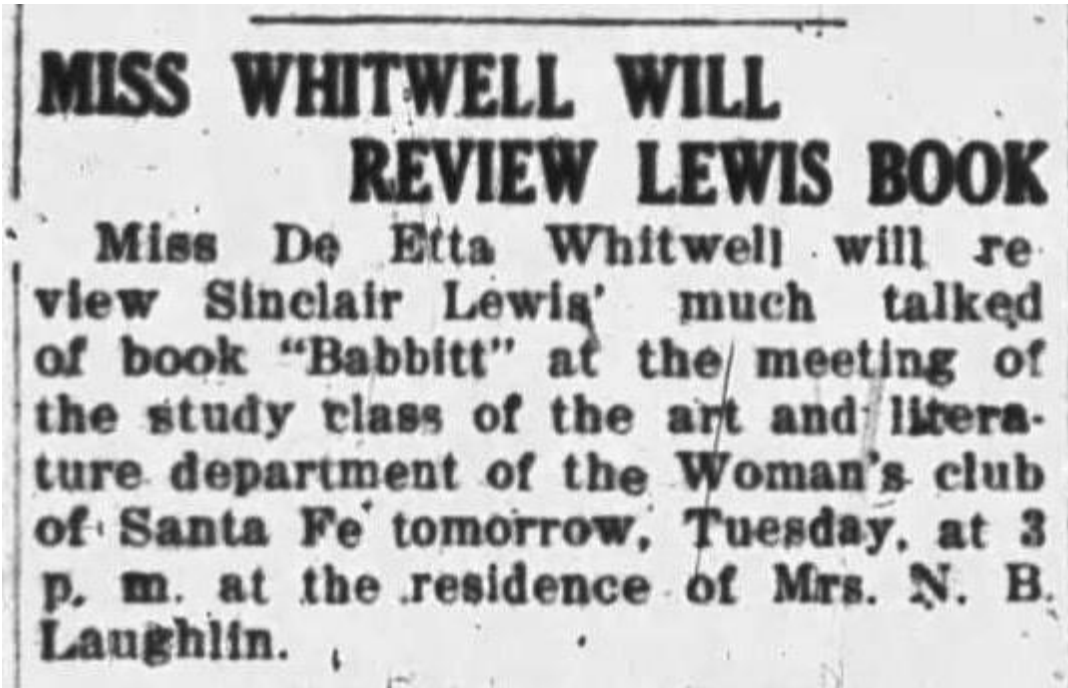 MISS WHITWELL WILL
REVIEW LEWIS BOOK
Miss De Etta Whitwell will re-
view Sinclair Lewis' much talked
of book "Babbitt" at the meeting of
the study class of the art and litera-
ture department of the Woman's club
of Santa Fe tomorrow, Tuesday, at 3
p. m. at the residence of Mrs. N. B.
Laughlin.